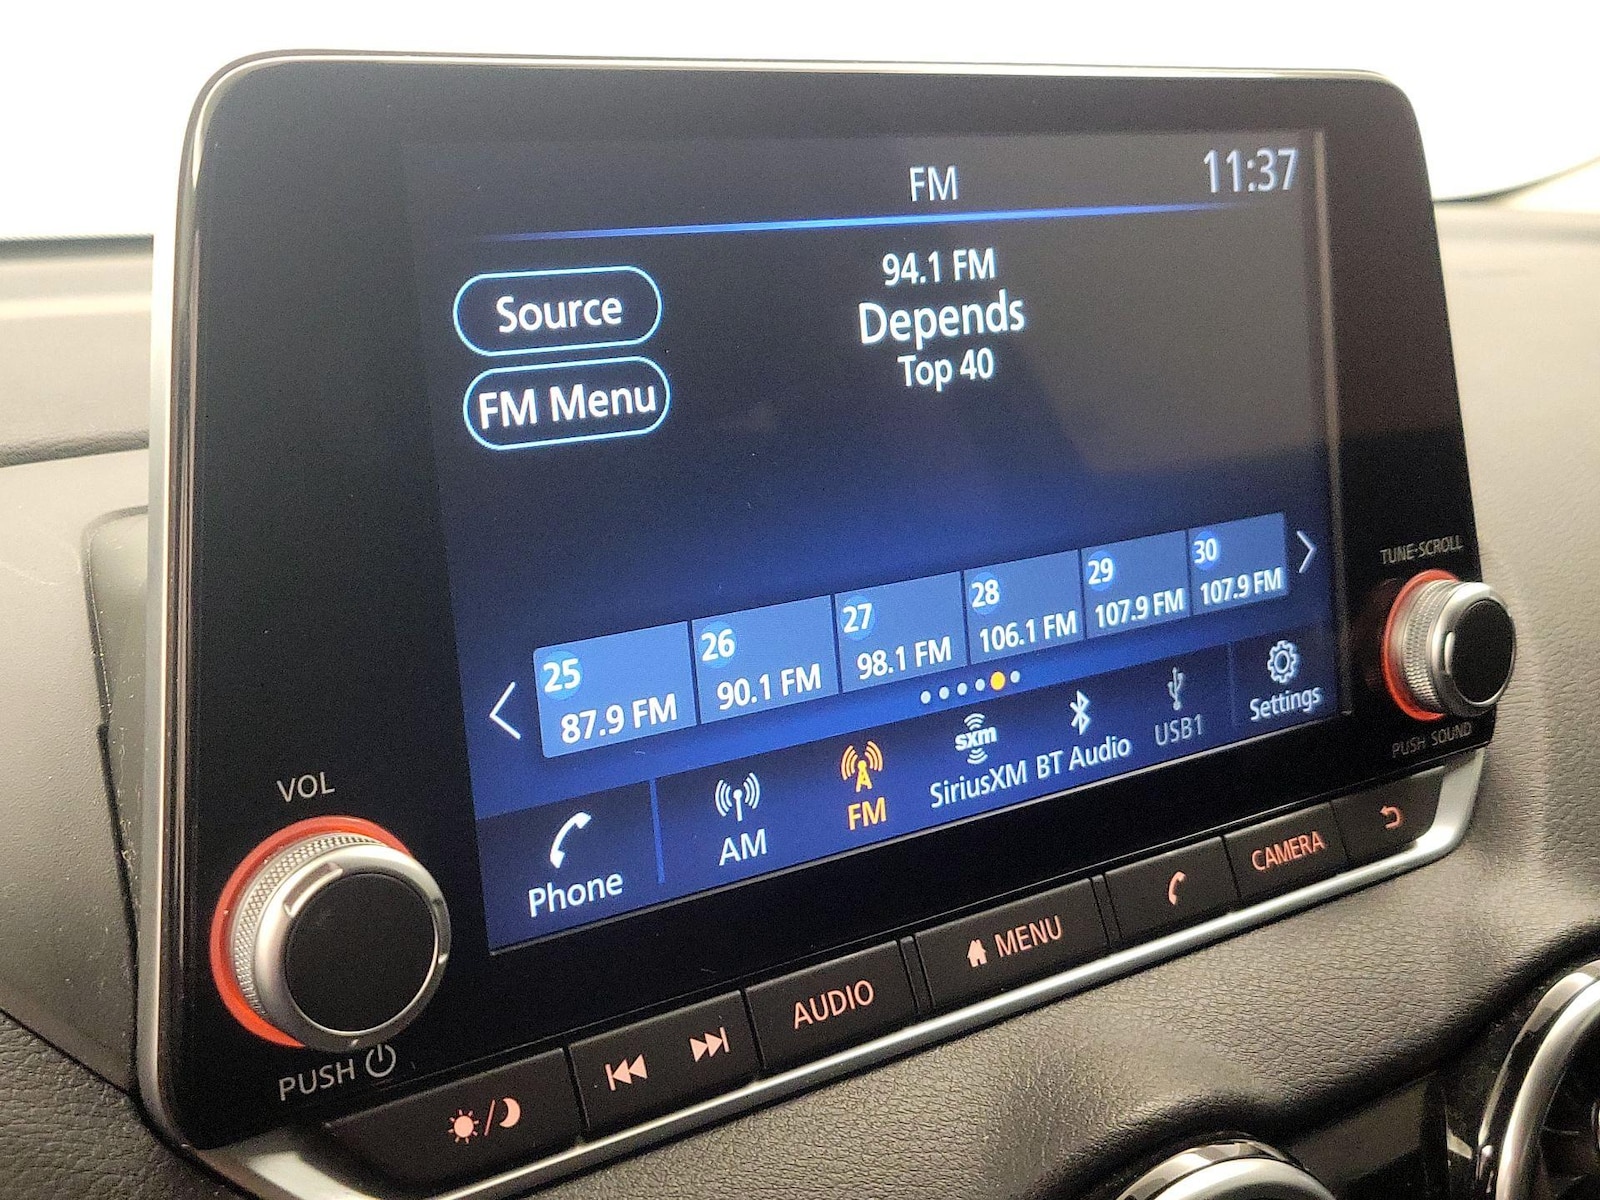 FM
11:37
Source
FM Menu
94.1 FM
Depends
Top 40
25
87.9 FM
26
90.1 FM
27
98.1 FM
28
106.1 FM
29
107.9 FM
30
107.9 FM
Phone
AM
FM
sxm
SiriusXM
BT Audio
USB1
Settings
TUNE·SCROLL
PUSH SOUND
VOL
PUSH
AUDIO
MENU
CAMERA